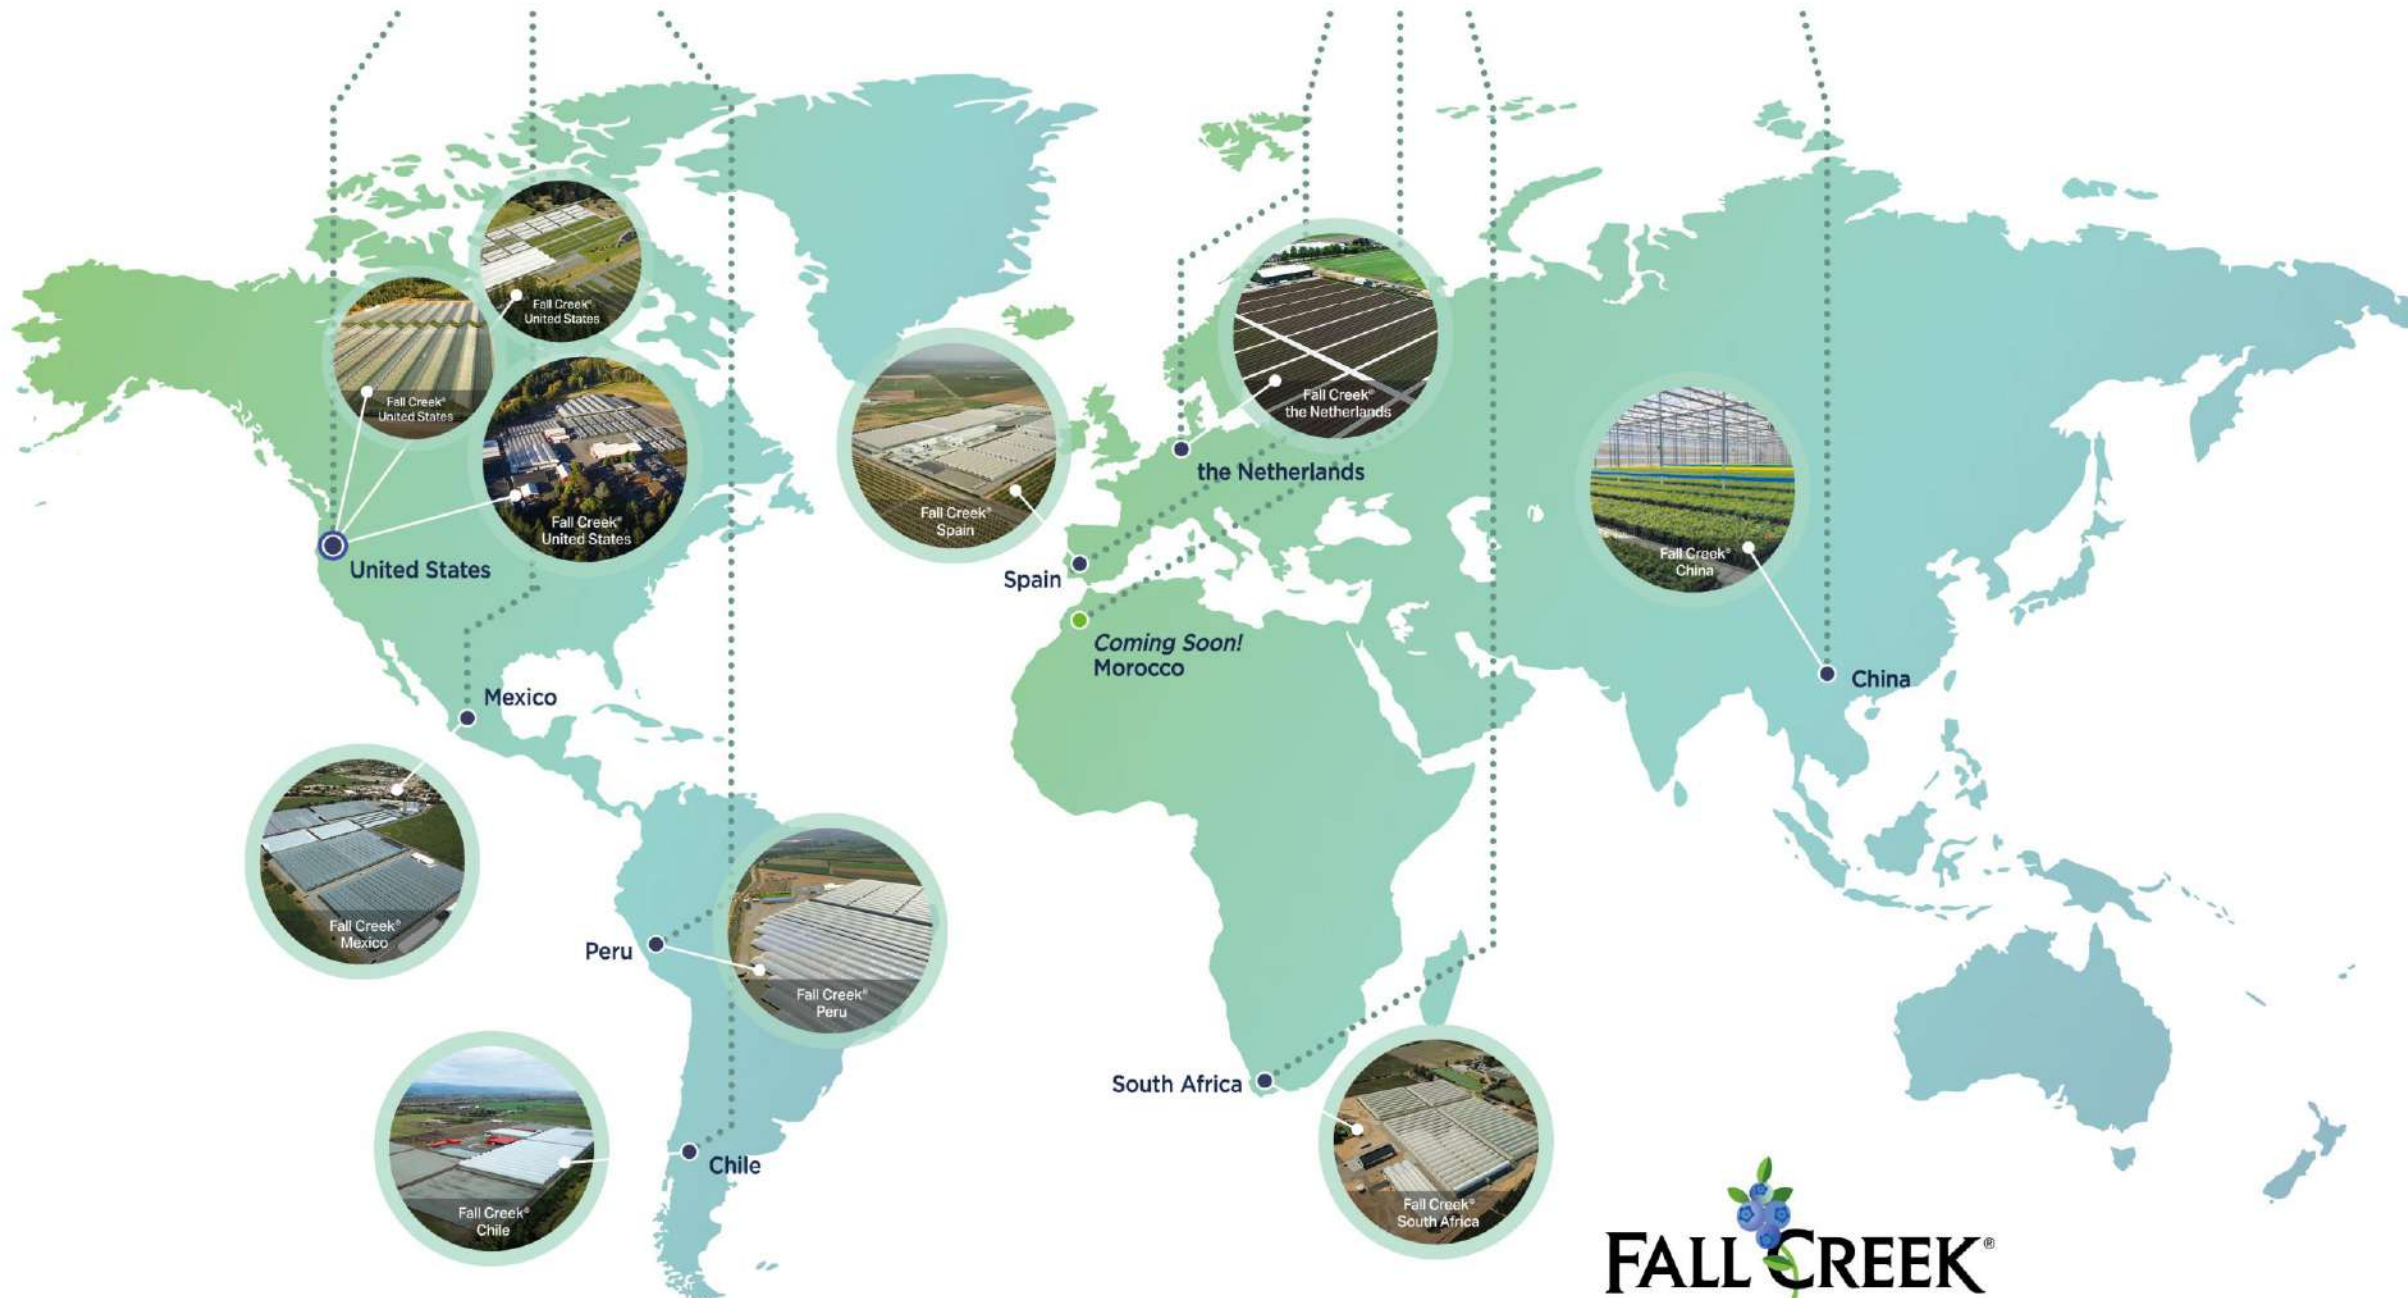 Fall Creek®
United States
Fall Creek®
United States
Fall Creek®
United States
United States
Fall Creek®
the Netherlands
the Netherlands
Fall Creek®
Spain
Spain
Coming Soon!
Morocco
Fall Creek®
China
China
Mexico
Fall Creek®
Mexico
Peru
Fall Creek®
Peru
Fall Creek®
Chile
Chile
South Africa
Fall Creek®
South Africa
FALL CREEK®